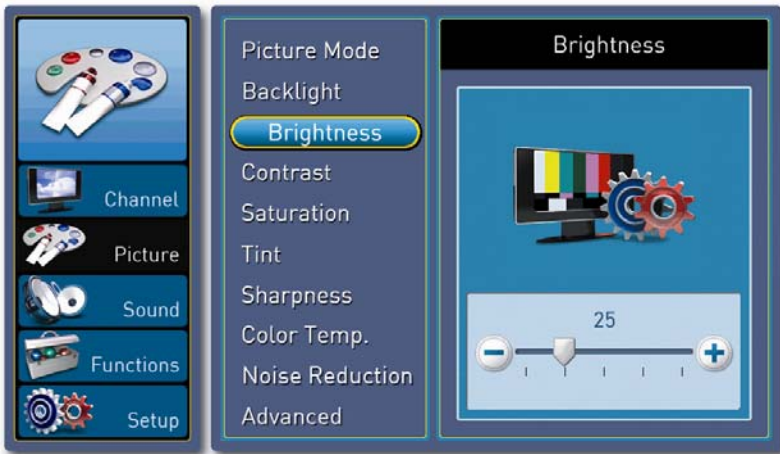 Channel
Picture
Sound
Functions
Setup
Picture Mode
Backlight
Brightness
Contrast
Saturation
Tint
Sharpness
Color Temp.
Noise Reduction
Advanced
Brightness
25